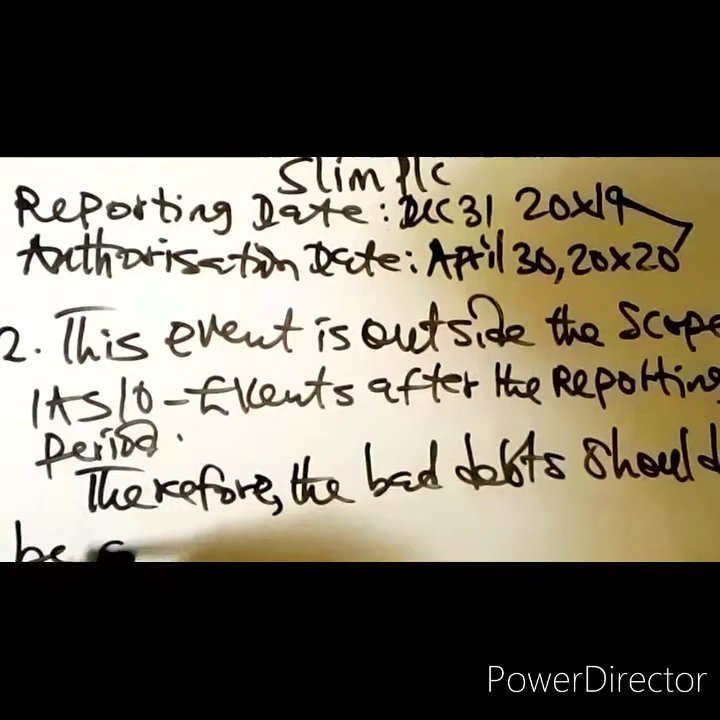 Slim Plc
Reporting Date: Dec 31 20X19
Authorisation Date: April 30, 20X20
2. This event is outside the Scope
IAS 10 - Events after the Reporting
Period.
Therefore, the bad debts should
be
PowerDirector